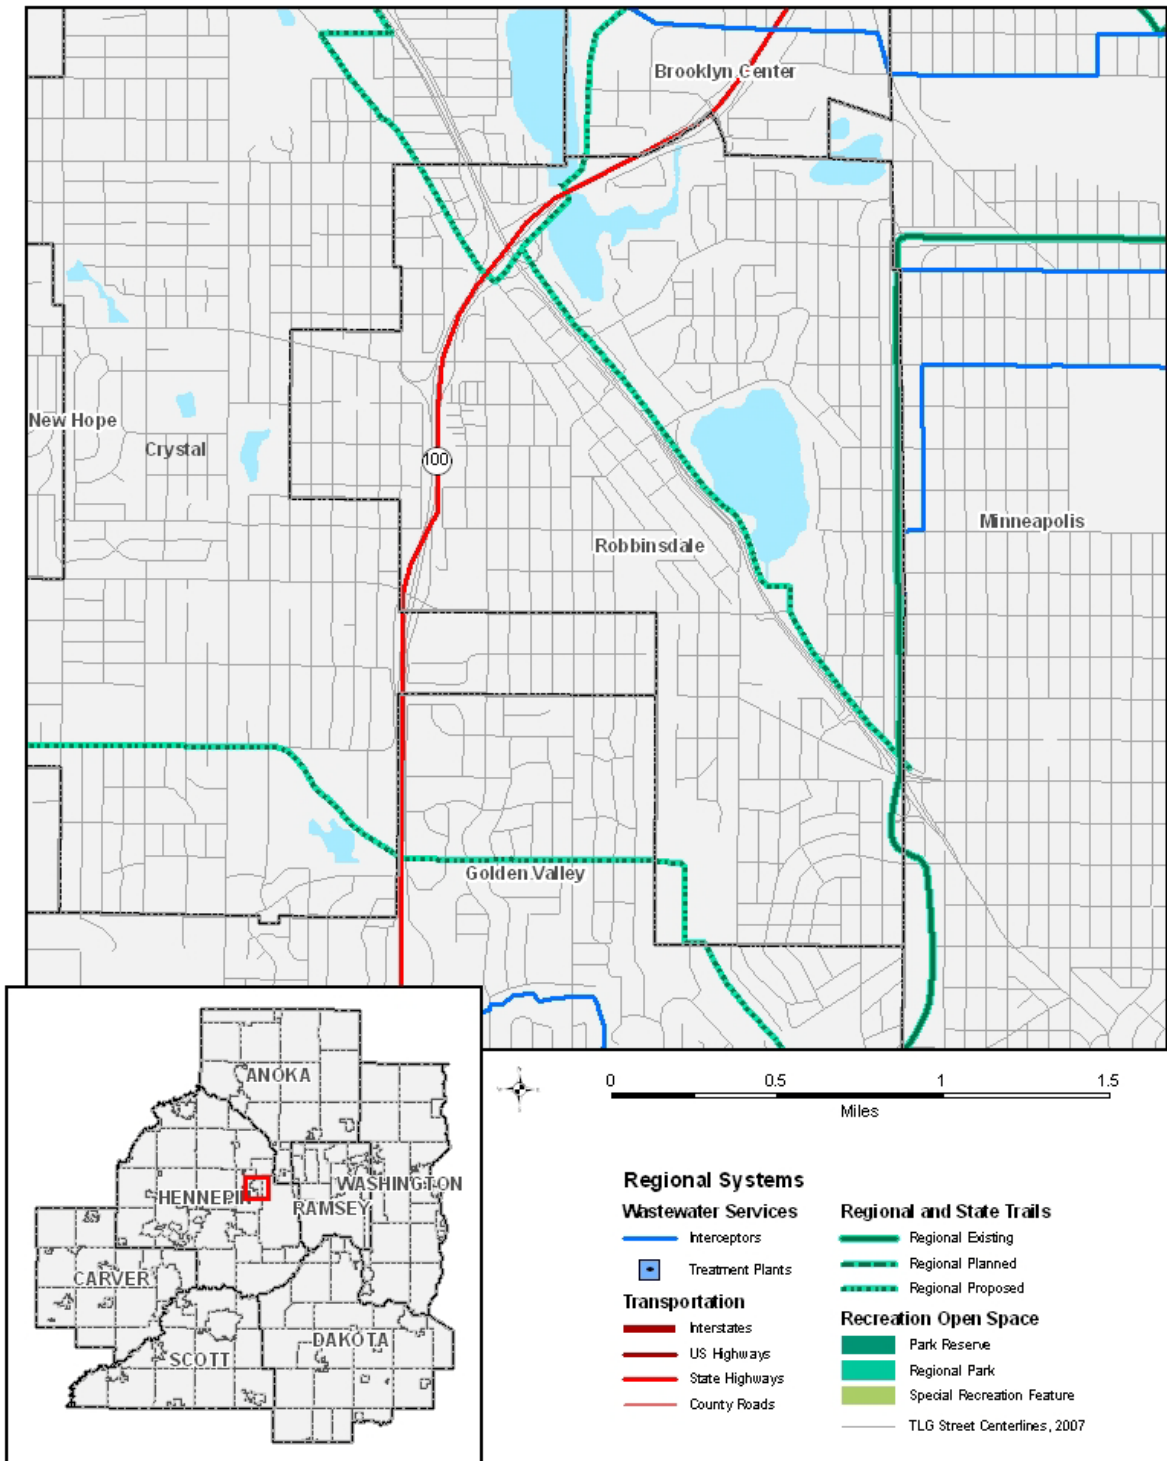 Brooklyn Center
New Hope
Crystal
100
Minneapolis
Robbinsdale
Golden Valley
ANOKA
WASHINGTON
HENNEPIN
RAMSEY
CARVER
DAKOTA
SCOTT
0 0.5 1 1.5
Miles
Regional Systems
Wastewater Services
Interceptors
Treatment Plants
Transportation
Interstates
US Highways
State Highways
County Roads
Regional and State Trails
Regional Existing
Regional Planned
Regional Proposed
Recreation Open Space
Park Reserve
Regional Park
Special Recreation Feature
TLG Street Centerlines, 2007